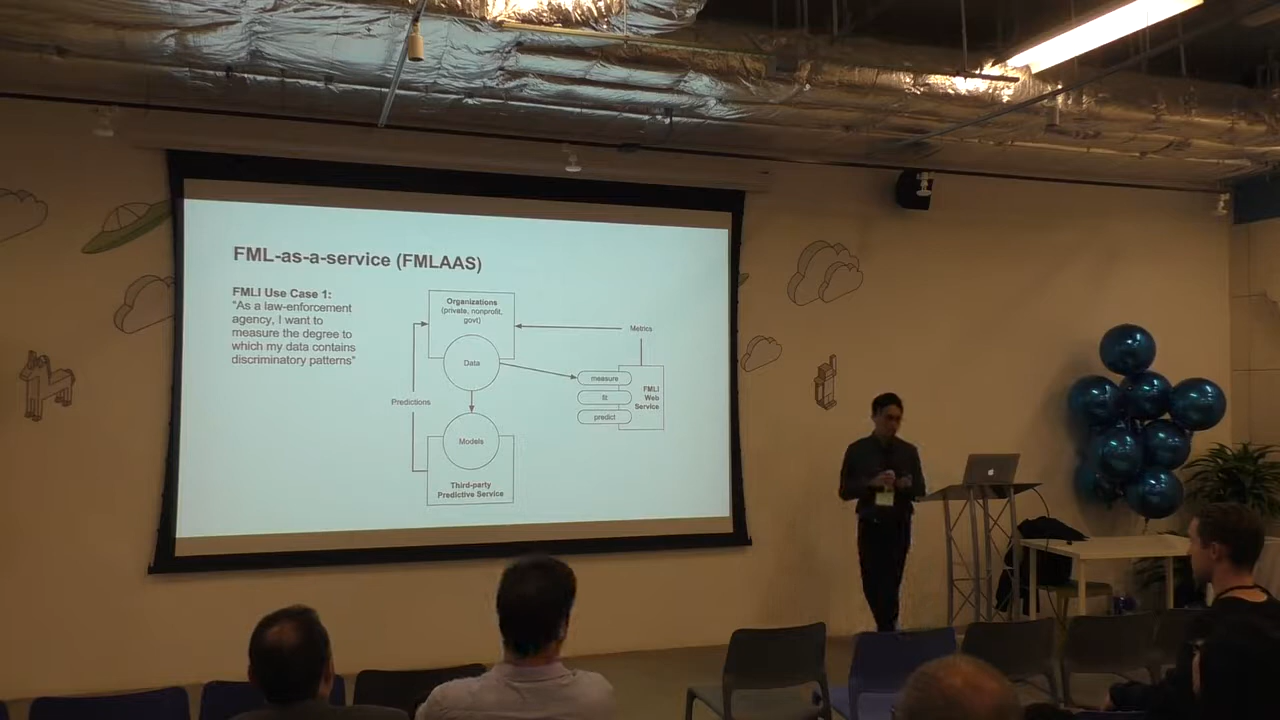 FML-as-a-service (FMLAAS)
FMLI Use Case 1:
"As a law-enforcement
agency, I want to
measure the degree to
which my data contains
discriminatory patterns"
Organizations
(private, nonprofit,
govt)
Data
Metrics
measure
fit
predict
FMLI
Web
Service
Predictions
Models
Third-party
Predictive Service